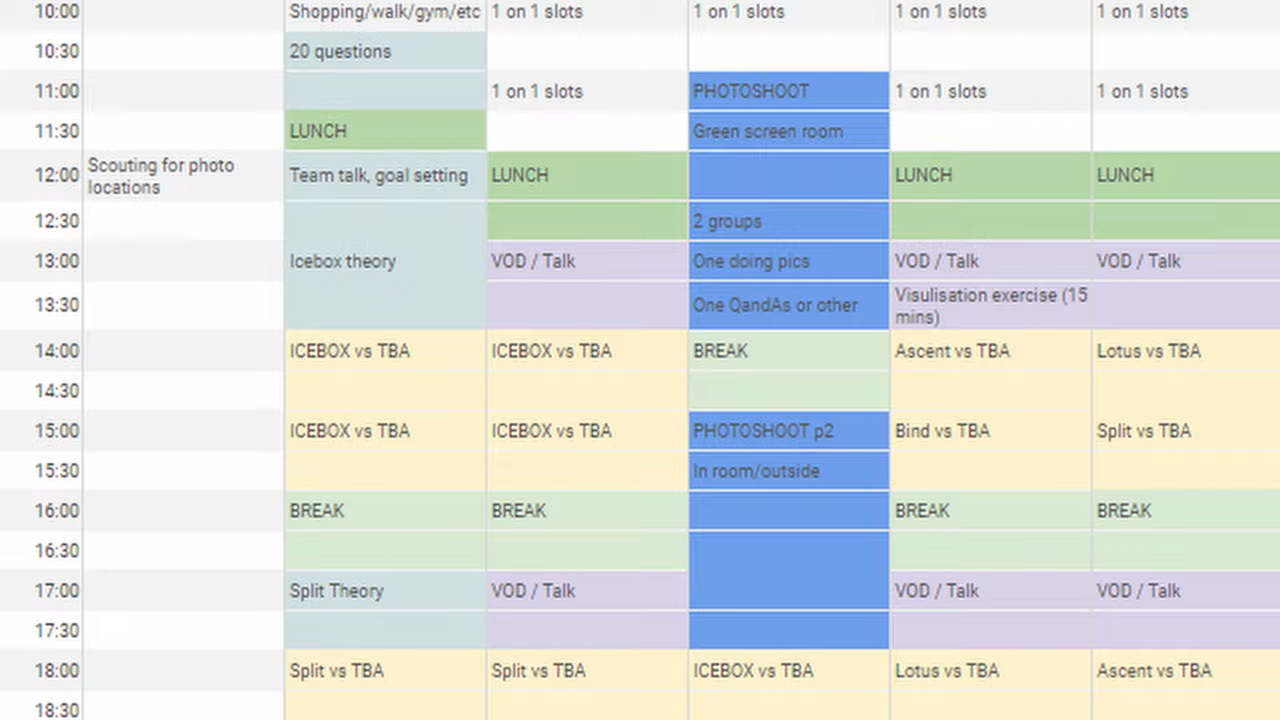 10:00 Shopping/walk/gym/etc 1 on 1 slots 1 on 1 slots 1 on 1 slots 1 on 1 slots
10:30 20 questions
11:00 1 on 1 slots PHOTOSHOOT 1 on 1 slots 1 on 1 slots
11:30 LUNCH Green screen room
12:00 Scouting for photo locations Team talk, goal setting LUNCH LUNCH LUNCH
12:30 2 groups
13:00 Icebox theory VOD / Talk One doing pics VOD / Talk VOD / Talk
13:30 One QandAs or other Visulisation exercise (15 mins)
14:00 ICEBOX vs TBA ICEBOX vs TBA BREAK Ascent vs TBA Lotus vs TBA
14:30
15:00 ICEBOX vs TBA ICEBOX vs TBA PHOTOSHOOT p2 Bind vs TBA Split vs TBA
15:30 In room/outside
16:00 BREAK BREAK BREAK BREAK
16:30
17:00 Split Theory VOD / Talk VOD / Talk VOD / Talk
17:30
18:00 Split vs TBA Split vs TBA ICEBOX vs TBA Lotus vs TBA Ascent vs TBA
18:30